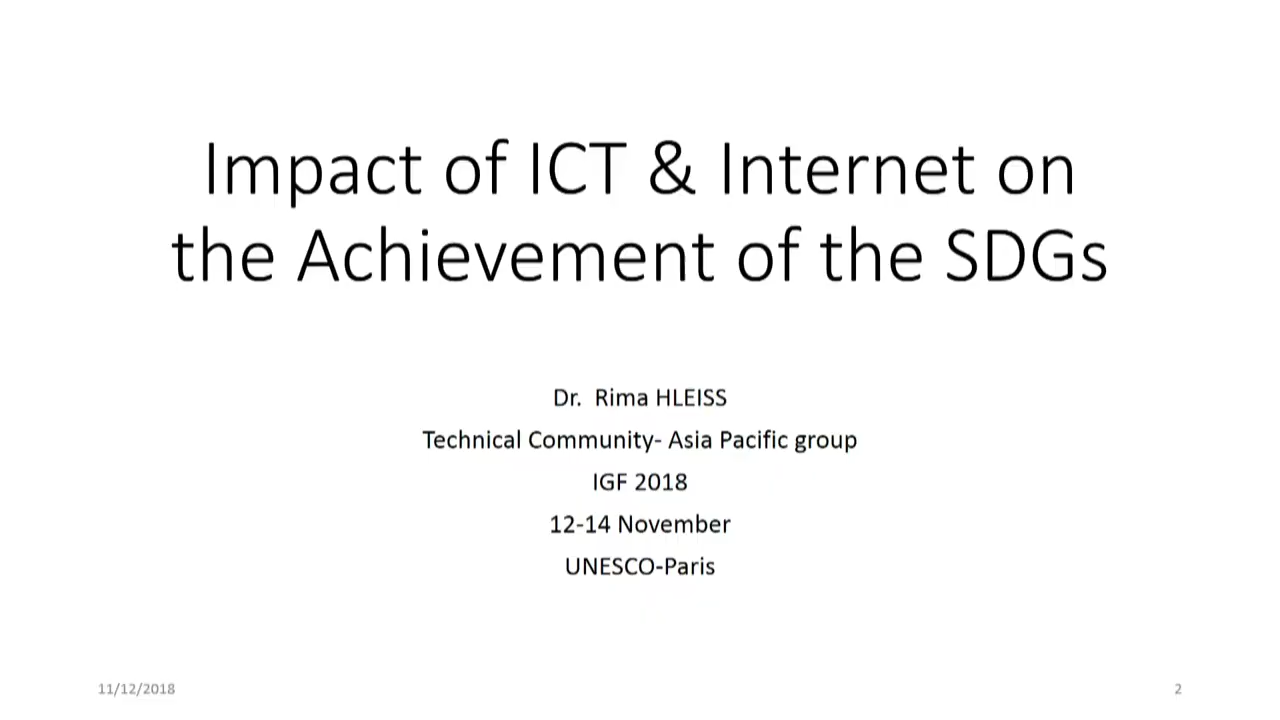 Impact of ICT & Internet on
the Achievement of the SDGs
Dr. Rima HLEISS
Technical Community- Asia Pacific group
IGF 2018
12-14 November
UNESCO-Paris
11/12/2018
2